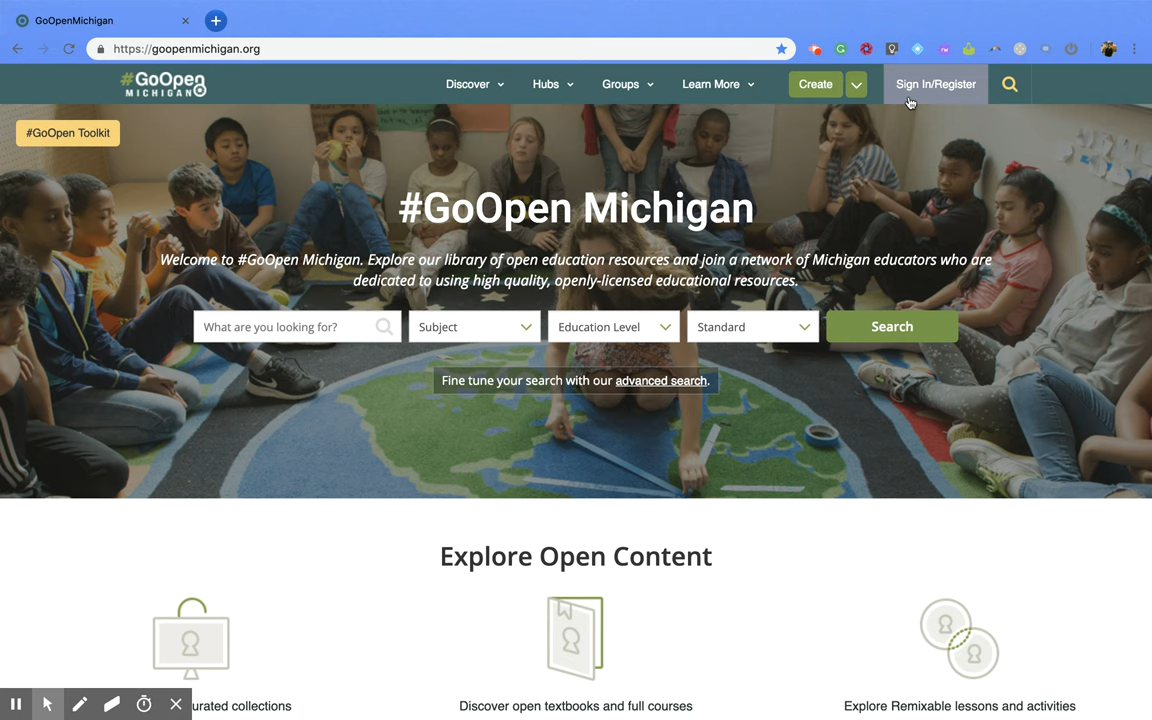 GoOpenMichigan
https://goopenmichigan.org
#GoOpen
MICHIGAN
Discover
Hubs
Groups
Learn More
Create
Sign In/Register
#GoOpen Toolkit
#GoOpen Michigan
Welcome to #GoOpen Michigan. Explore our library of open education resources and join a network of Michigan educators who are
dedicated to using high quality, openly-licensed educational resources.
What are you looking for?
Subject
Education Level
Standard
Search
Fine tune your search with our advanced search.
Explore Open Content
urated collections
Discover open textbooks and full courses
Explore Remixable lessons and activities